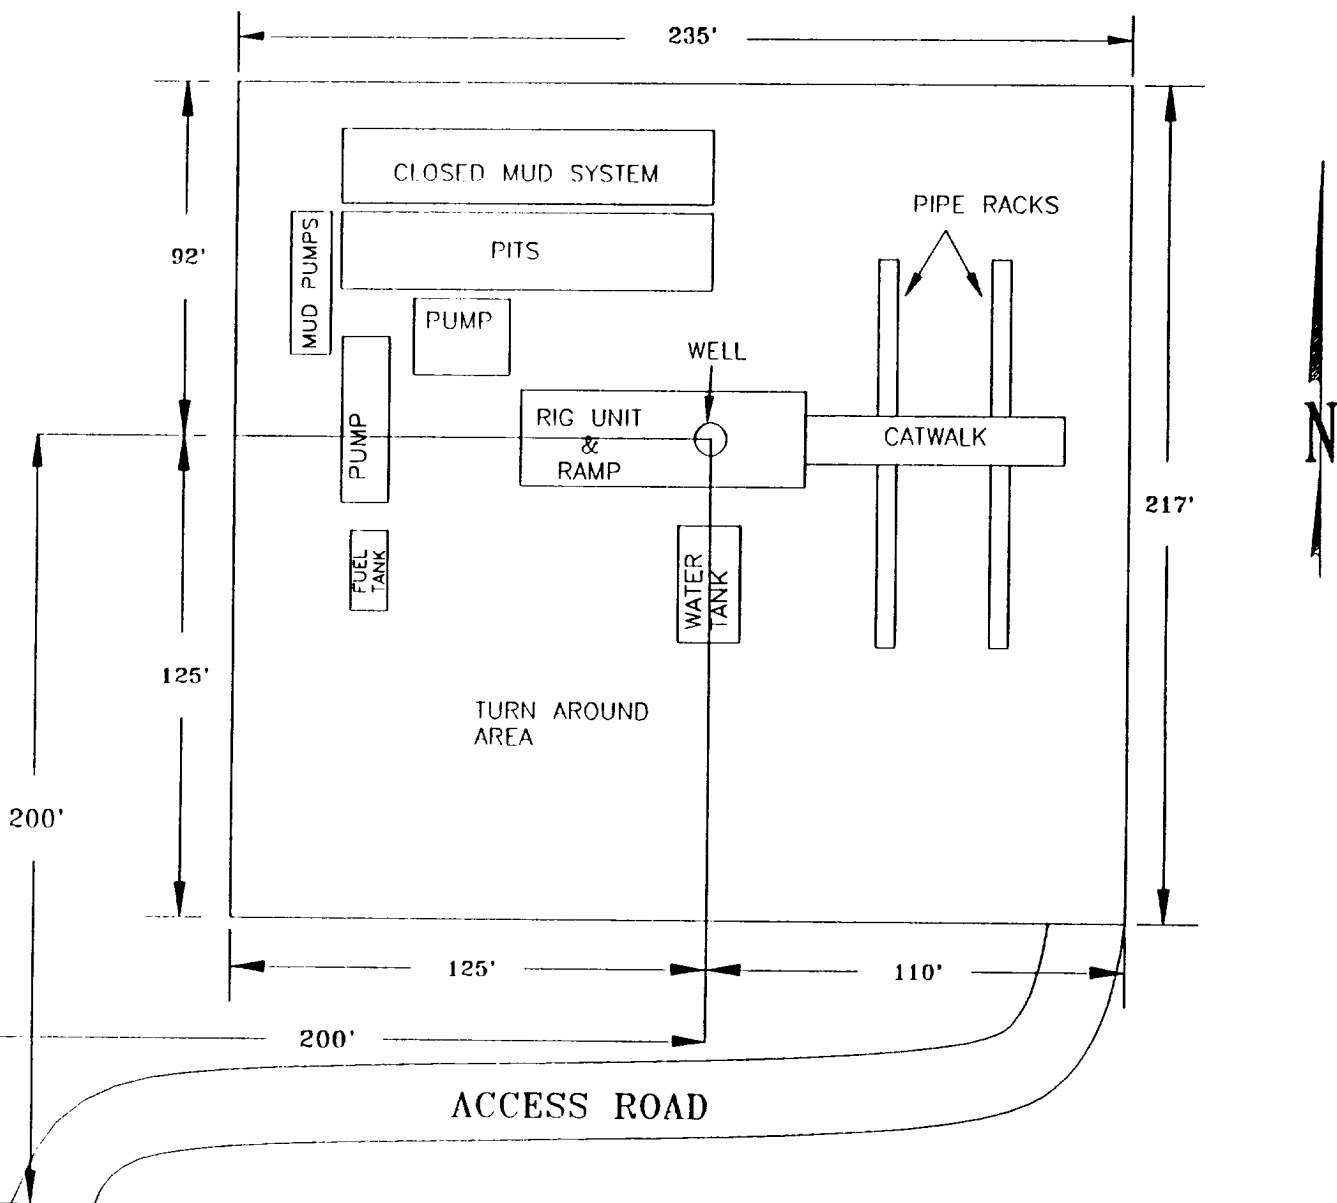 235'
CLOSED MUD SYSTEM
PIPE RACKS
MUD PUMPS
PITS
92'
PUMP
WELL
RIG UNIT
&
RAMP
CATWALK
PUMP
N
217'
FUEL
TANK
WATER
TANK
125'
TURN AROUND
AREA
200'
125'
110'
200'
ACCESS ROAD